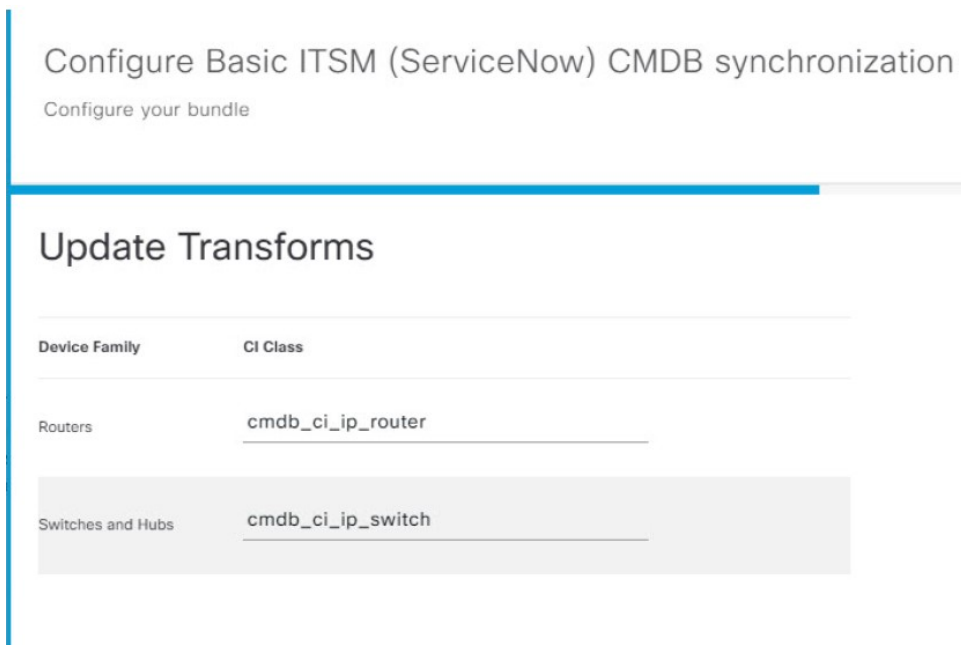 Configure Basic ITSM (ServiceNow) CMDB synchronization
Configure your bundle
Update Transforms
Device Family CI Class
Routers cmdb_ci_ip_router
Switches and Hubs cmdb_ci_ip_switch